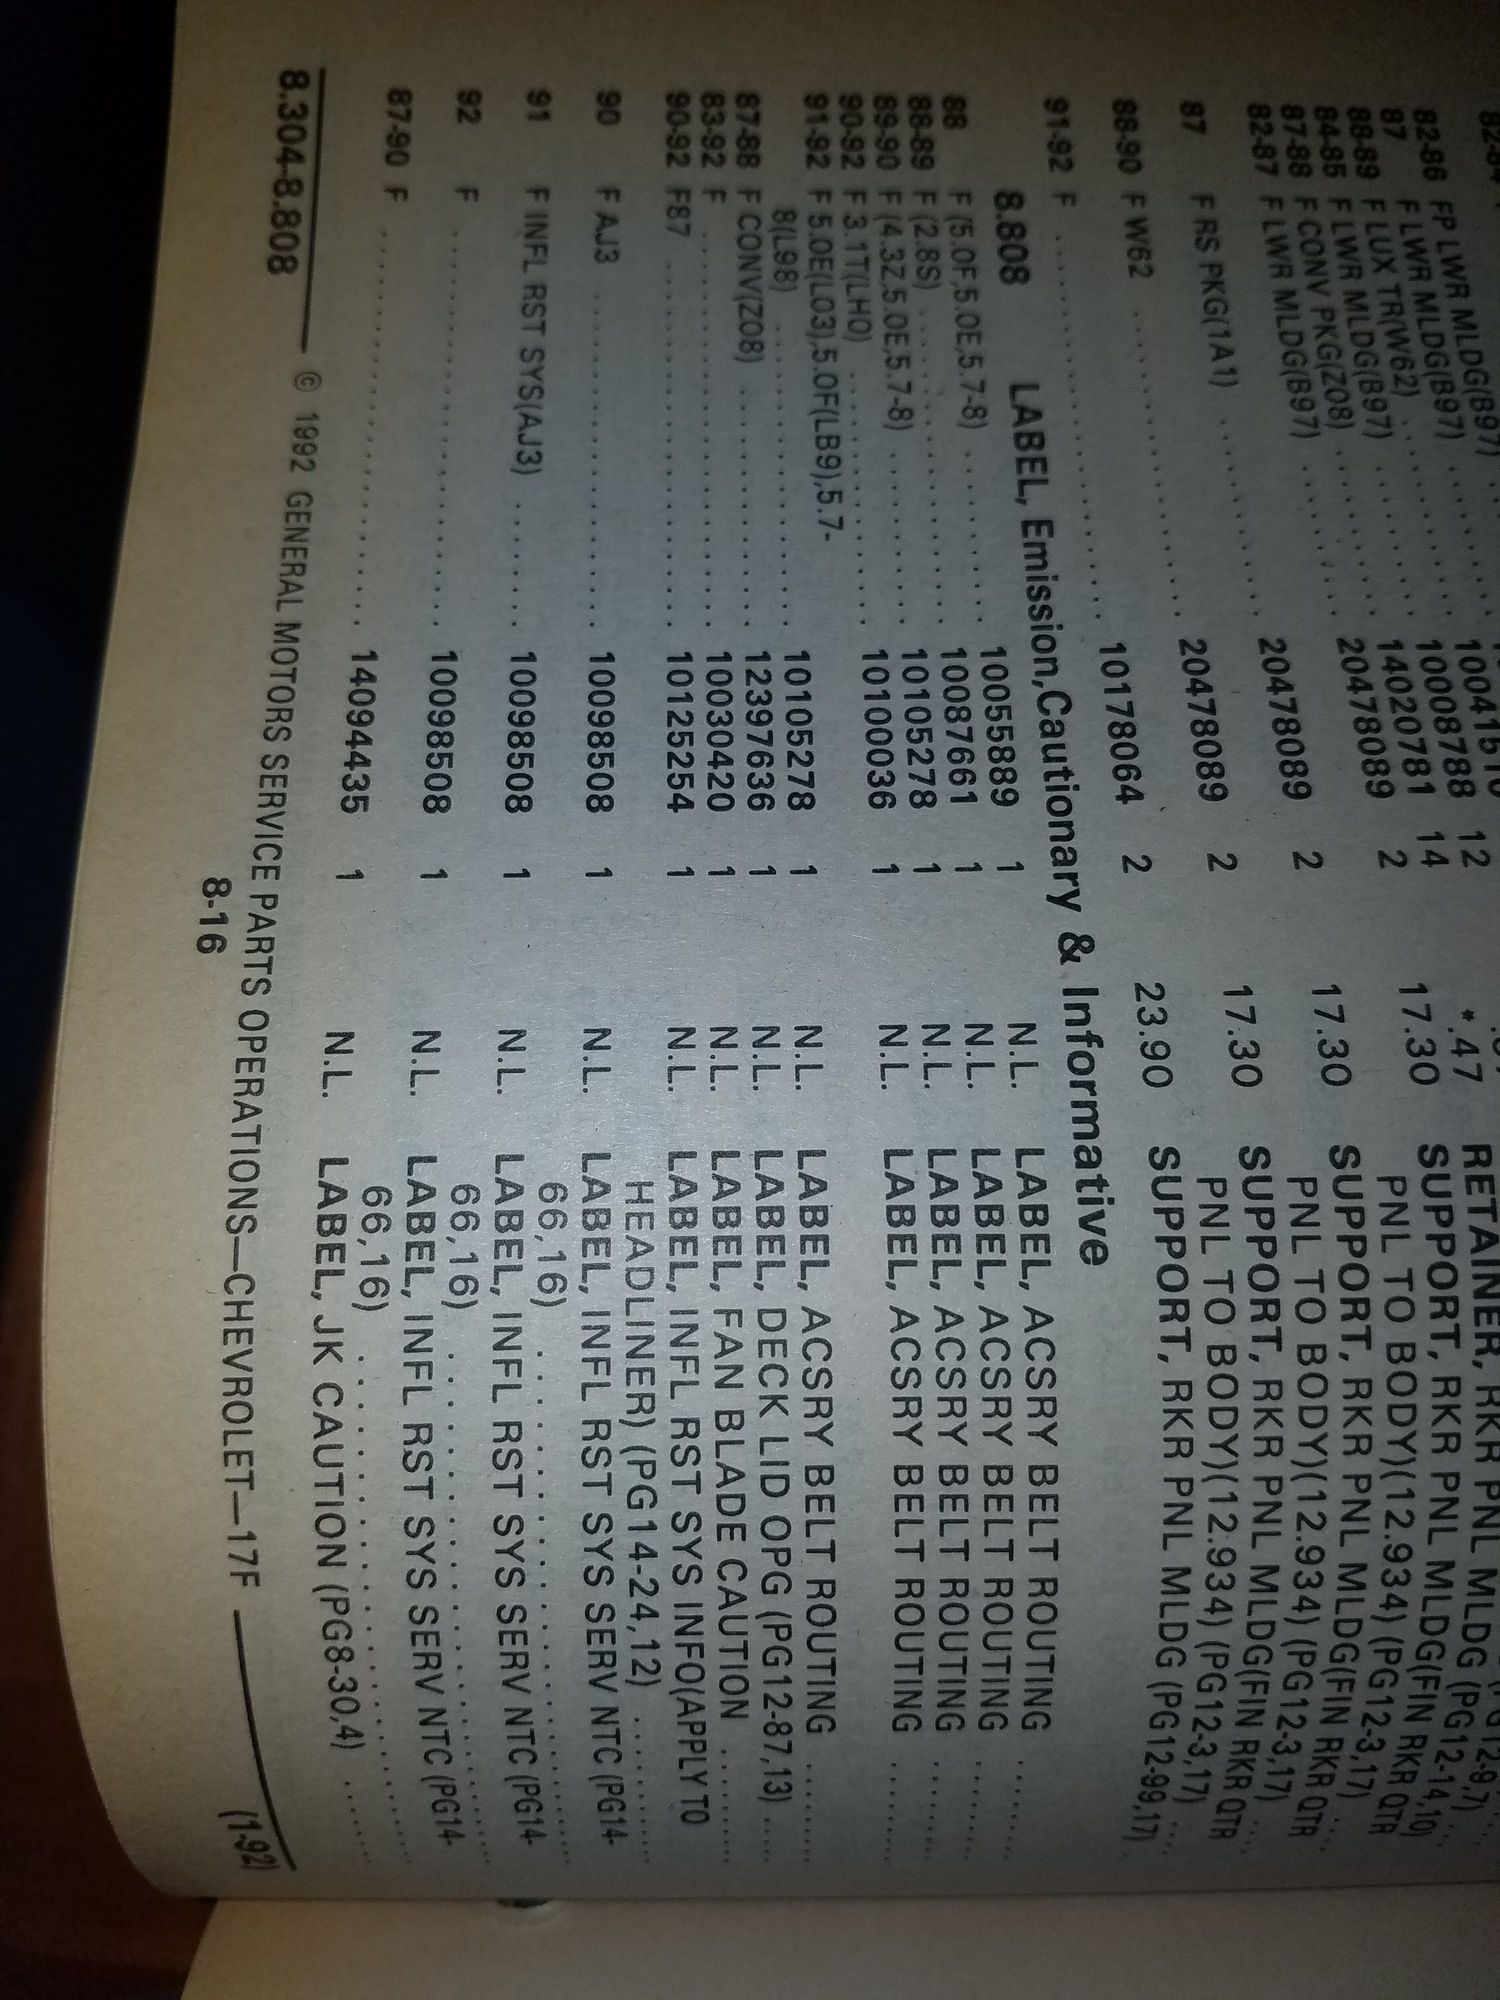 82-86 FP LWR MLDG(B97)
87 F LWR MLDG(B97)
88-89 F LUX TR(W62)
84-85 F LWR MLDG(B97) 10008788 12
87-88 F CONV PKG(Z08) 14020781 14 *.47 RETAINER, RKR PNL MLDG (PG12-14,10)
82-87 F LWR MLDG(B97) 20478089 2 17.30 SUPPORT, RKR PNL MLDG(FIN RKR QTR
PNL TO BODY)(12.934) (PG12-3,17)
87 F RS PKG(1A1) 20478089 2 17.30 SUPPORT, RKR PNL MLDG(FIN RKR QTR
PNL TO BODY)(12.934) (PG12-3,17)
88-90 F W62 20478089 2 17.30 SUPPORT, RKR PNL MLDG(FIN RKR QTR
PNL TO BODY)(12.934) (PG12-3,17)
91-92 F 10178064 2 23.90 SUPPORT, RKR PNL MLDG (PG12-99,17)
8.808 LABEL, Emission,Cautionary & Informative
88 F (5.0F,5.0E,5.7-8) 10055889 1 N.L. LABEL, ACSRY BELT ROUTING
88-89 F (2.8S) 10087661 1 N.L. LABEL, ACSRY BELT ROUTING
89-90 F (4.3Z,5.0E,5.7-8) 10105278 1 N.L. LABEL, ACSRY BELT ROUTING
90-92 F 3.1T(LH0) 10100036 1 N.L. LABEL, ACSRY BELT ROUTING
91-92 F 5.0E(L03),5.0F(LB9),5.7-
8(L98) 10105278 1 N.L. LABEL, ACSRY BELT ROUTING
87-88 F CONV(Z08) 12397636 1 N.L. LABEL, DECK LID OPG (PG12-87,13)
83-92 F 10030420 1 N.L. LABEL, FAN BLADE CAUTION
90-92 F87 10125254 1 N.L. LABEL, INFL RST SYS INFO(APPLY TO
HEADLINER) (PG14-24,12)
90 F AJ3 10098508 1 N.L. LABEL, INFL RST SYS SERV NTC (PG14-
66,16)
91 F INFL RST SYS(AJ3) 10098508 1 N.L. LABEL, INFL RST SYS SERV NTC (PG14-
66,16)
92 F 10098508 1 N.L. LABEL, INFL RST SYS SERV NTC (PG14-
66,16)
87-90 F 14094435 1 N.L. LABEL, JK CAUTION (PG8-30,4)
8.304-8.808 © 1992 GENERAL MOTORS SERVICE PARTS OPERATIONS—CHEVROLET—17F (1-92)
8-16